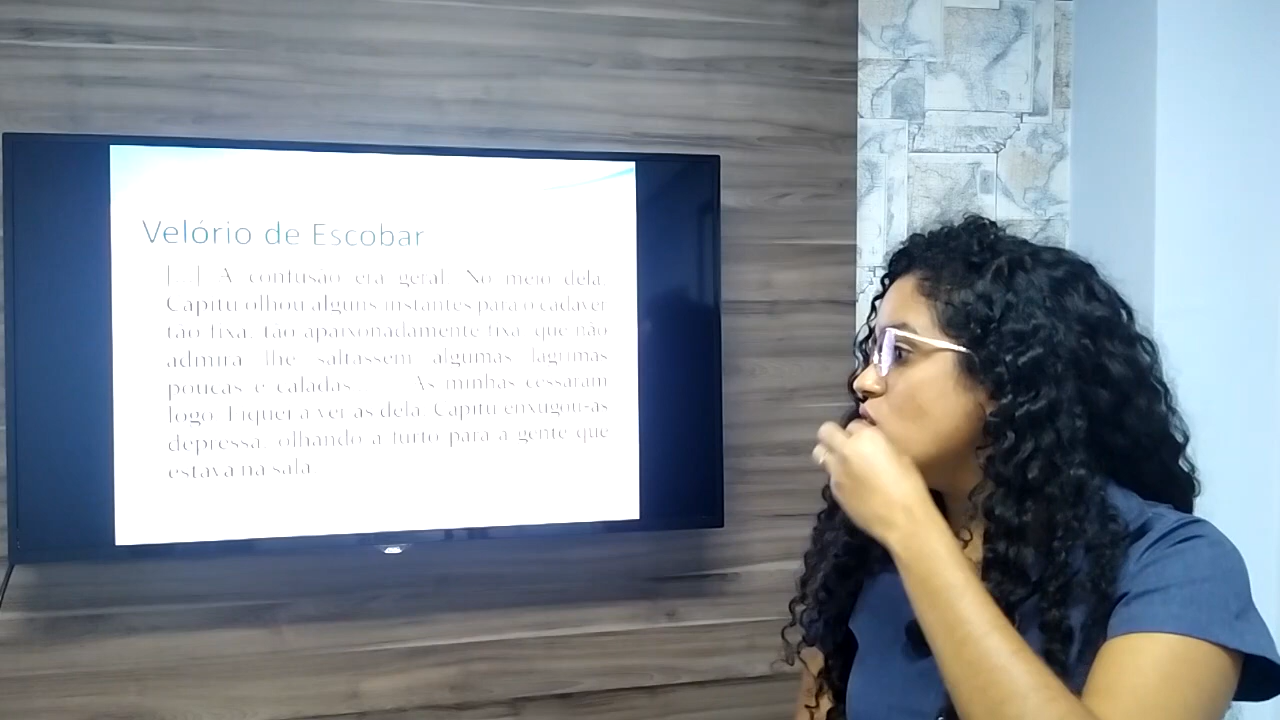 Velório de Escobar
[...] A confusão era geral. No meio dela,
Capitu olhou alguns instantes para o cadáver
tão fixa, tão apaixonadamente fixa, que não
admira lhe saltassem algumas lágrimas
poucas e caladas...... As minhas cessaram
logo. Fiquei a ver as dela; Capitu enxugou-as
depressa, olhando a furto para a gente que
estava na sala.